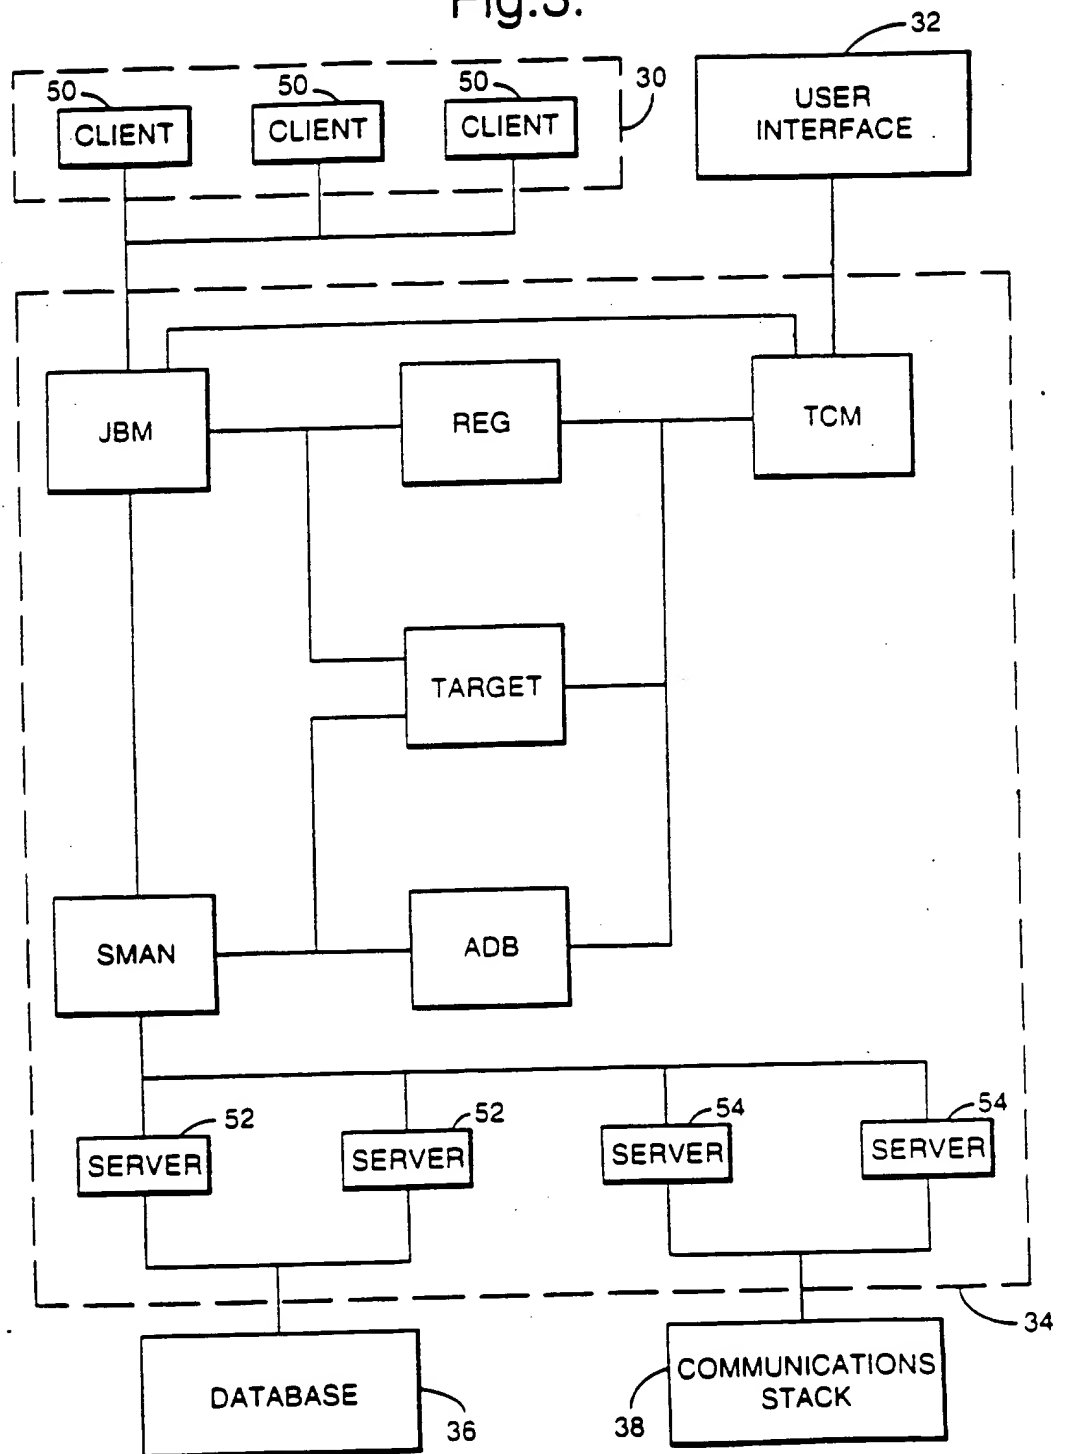 Fig.3.
32
50
50
50
30
CLIENT
CLIENT
CLIENT
USER
INTERFACE
JBM
REG
TCM
TARGET
SMAN
ADB
52
52
54
54
SERVER
SERVER
SERVER
SERVER
34
DATABASE
36
COMMUNICATIONS
STACK
38